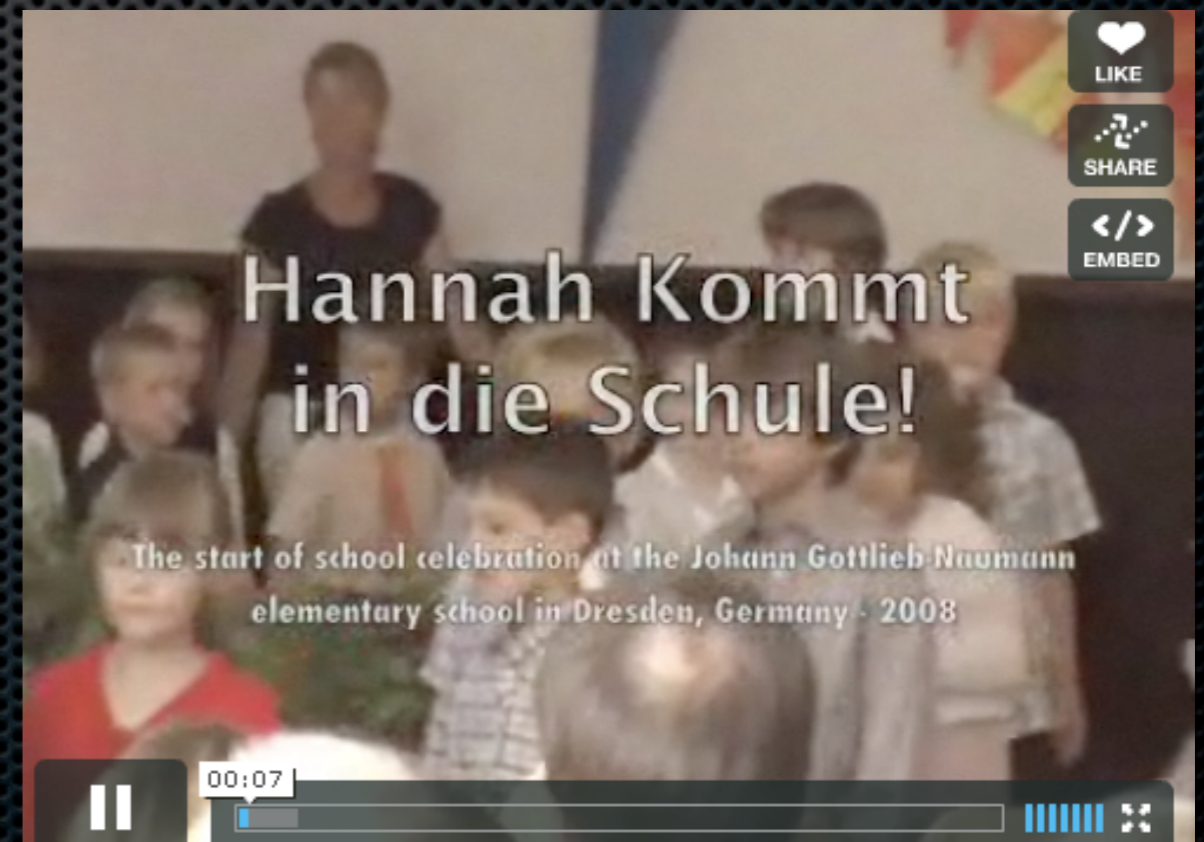 LIKE
SHARE
</>
EMBED
Hannah Kommt
in die Schule!
The start of school celebration at the Johann Gottlieb Naumann
elementary school in Dresden, Germany - 2008
00:07